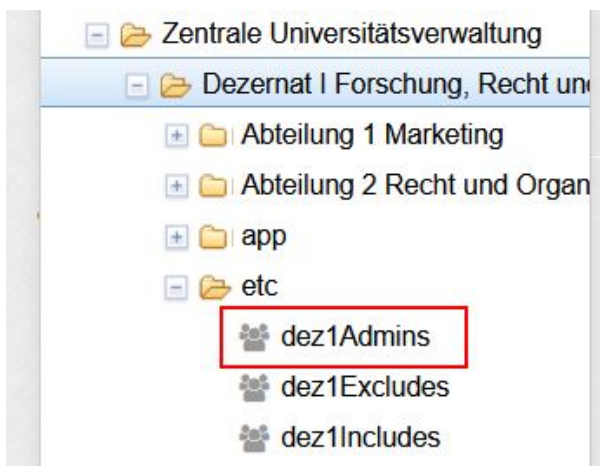 Zentrale Universitätsverwaltung
Dezernat I Forschung, Recht und
Abteilung 1 Marketing
Abteilung 2 Recht und Organ
app
etc
dez1Admins
dez1Excludes
dez1Includes